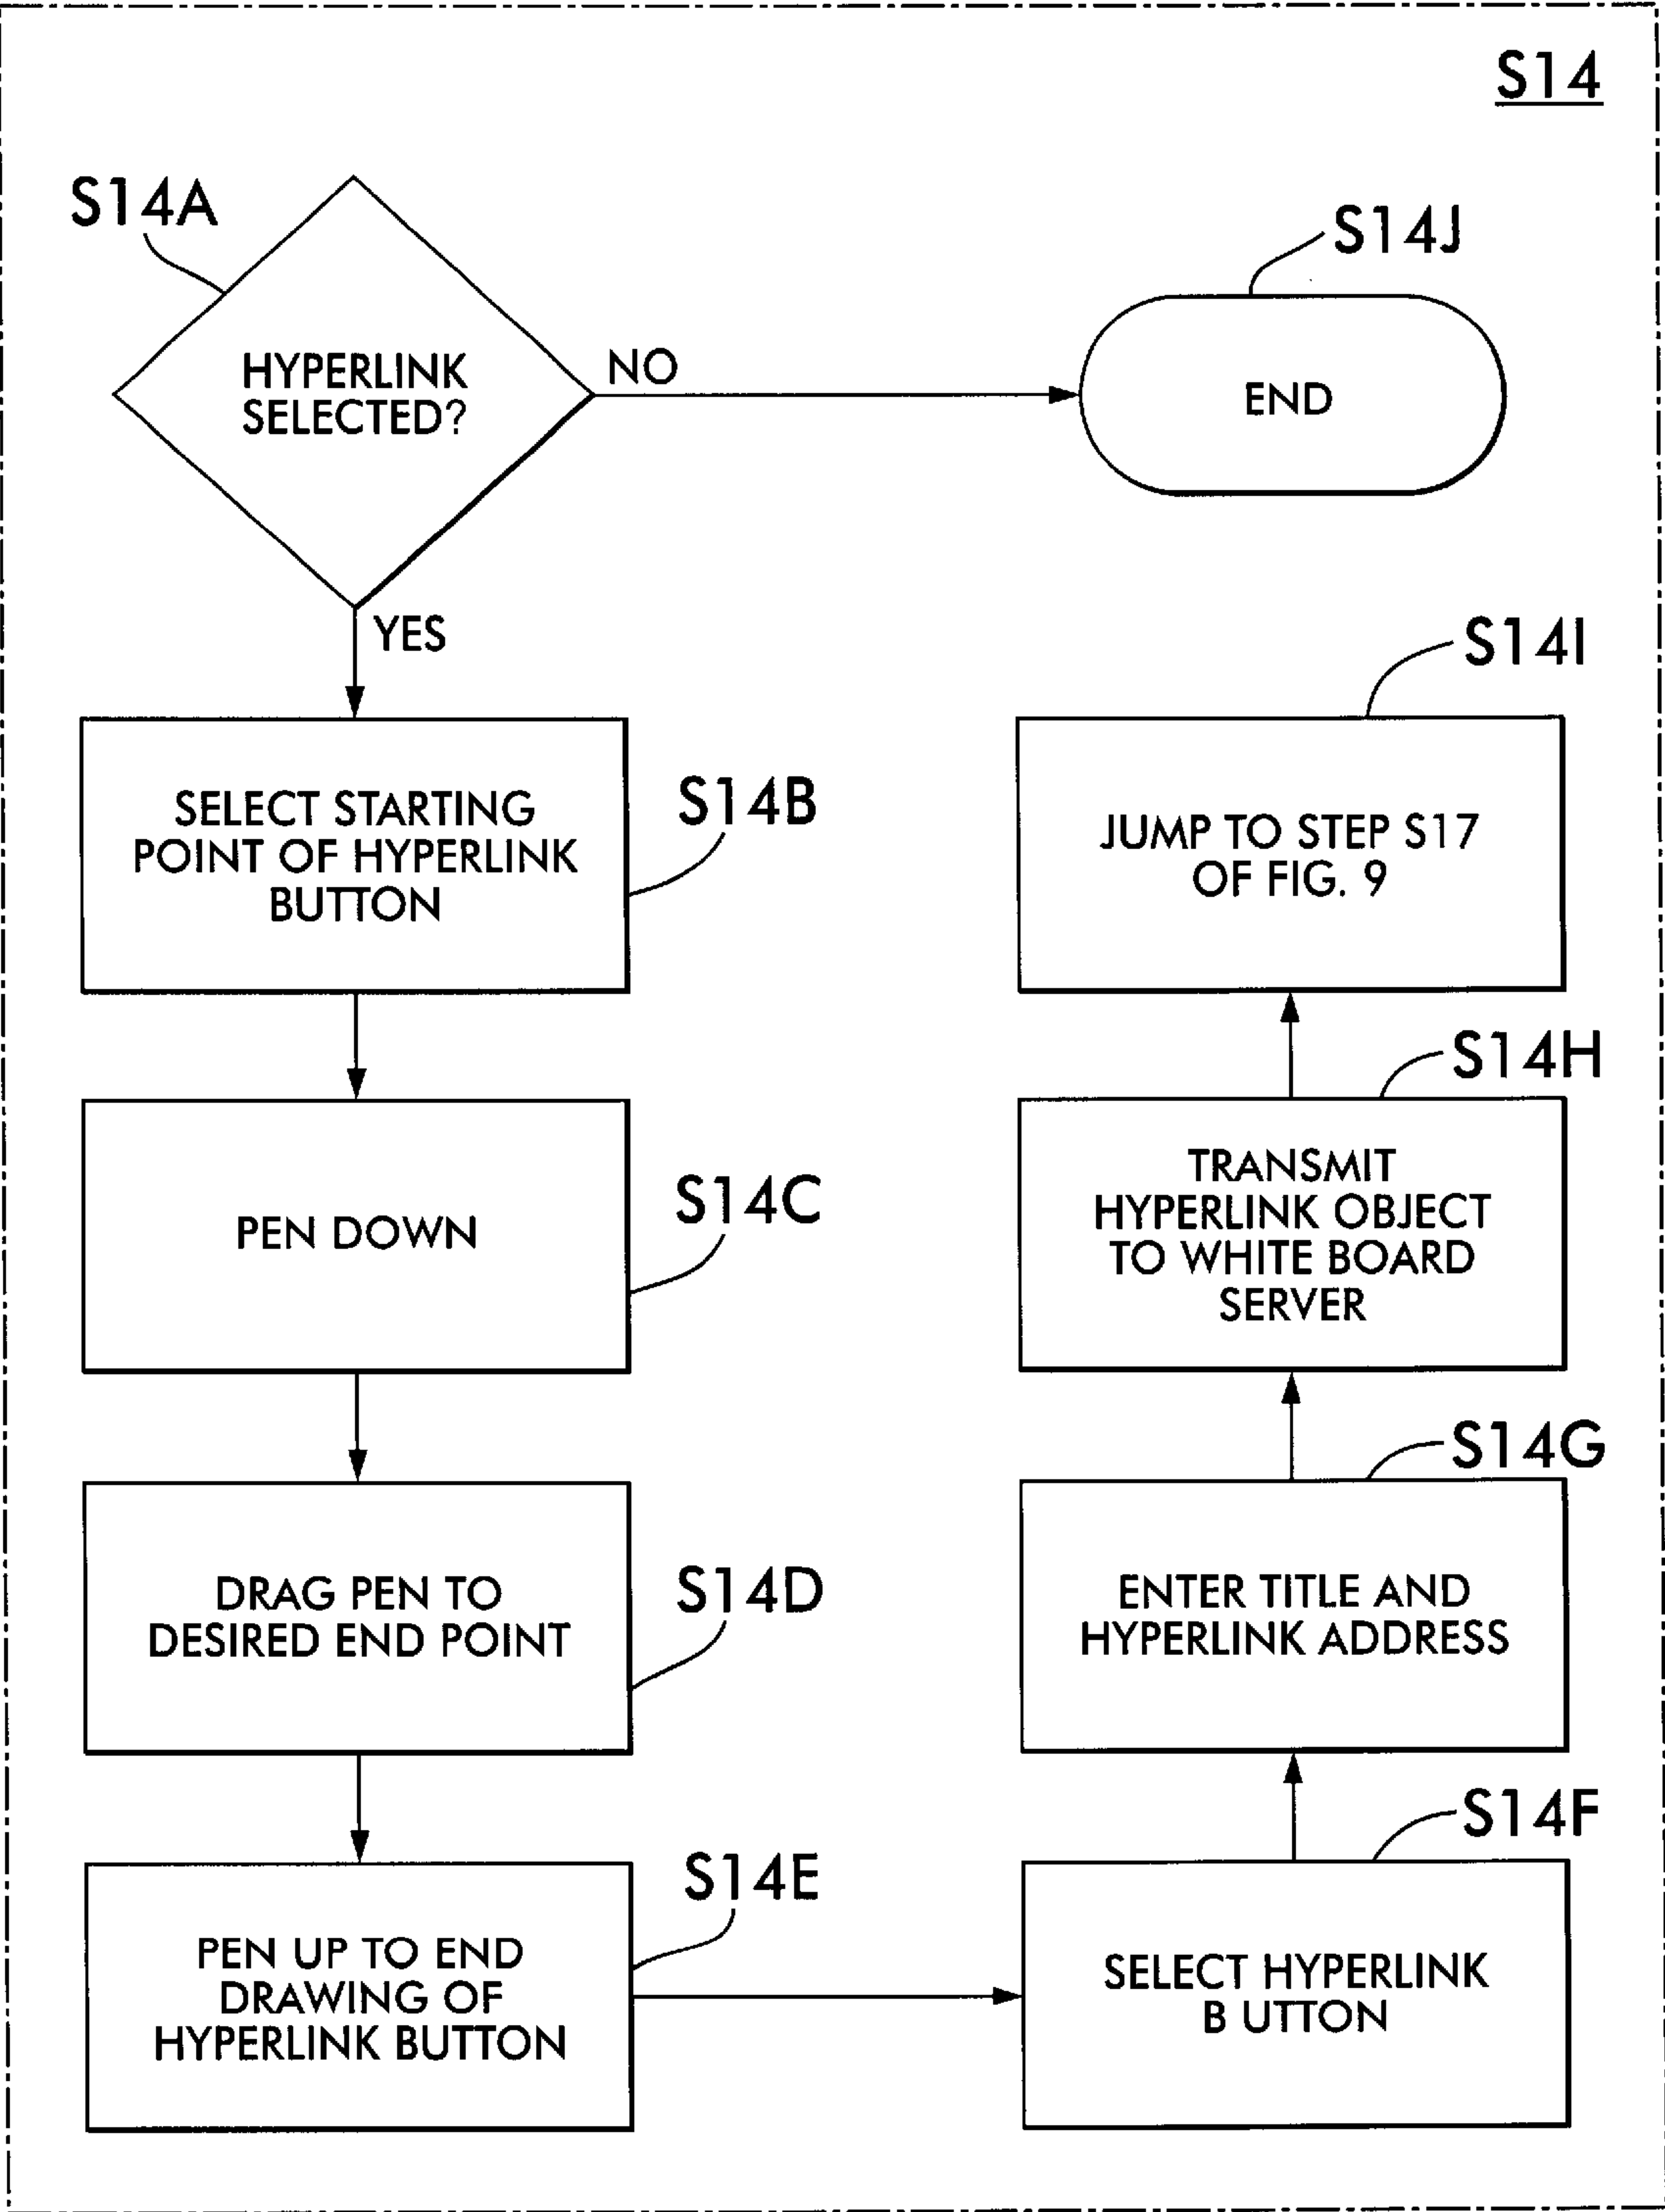 S14
S14A
HYPERLINK
SELECTED?
NO
S14J
END
YES
S14B
SELECT STARTING
POINT OF HYPERLINK
BUTTON
S14C
PEN DOWN
S14D
DRAG PEN TO
DESIRED END POINT
S14E
PEN UP TO END
DRAWING OF
HYPERLINK BUTTON
S14F
SELECT HYPERLINK
B UTTON
S14G
ENTER TITLE AND
HYPERLINK ADDRESS
S14H
TRANSMIT
HYPERLINK OBJECT
TO WHITE BOARD
SERVER
S14I
JUMP TO STEP S17
OF FIG. 9